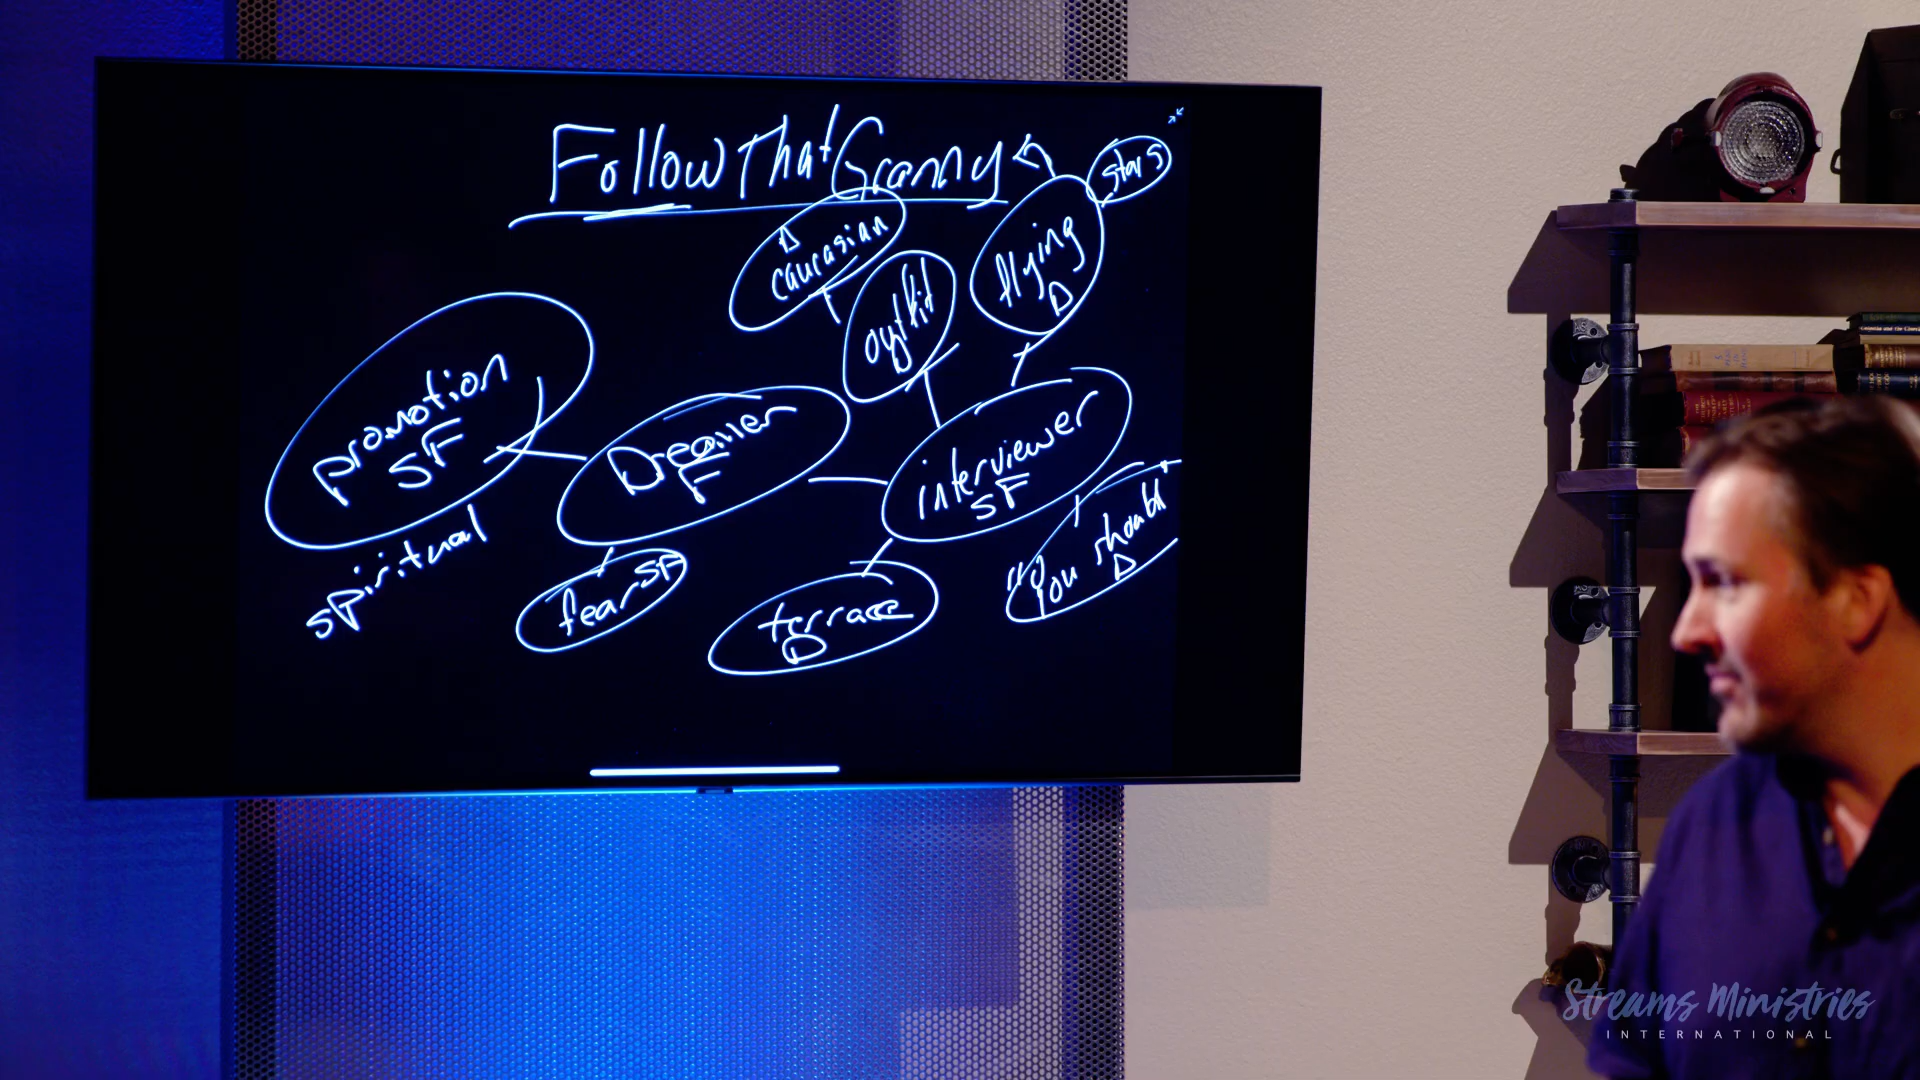 Follow That Granny
stars
D
caucasian
flying
D
promotion
SF
Dreamer
F
interviewer
SF
spiritual
fear SF
terrace
D
"You should
D
Streams Ministries
INTERNATIONAL